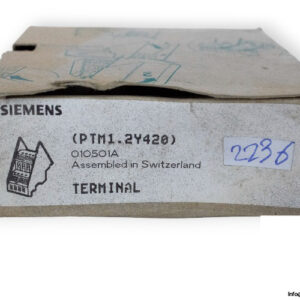 SIEMENS
(PTM1.2Y420)
010501A
Assembled in Switzerland
TERMINAL
2236